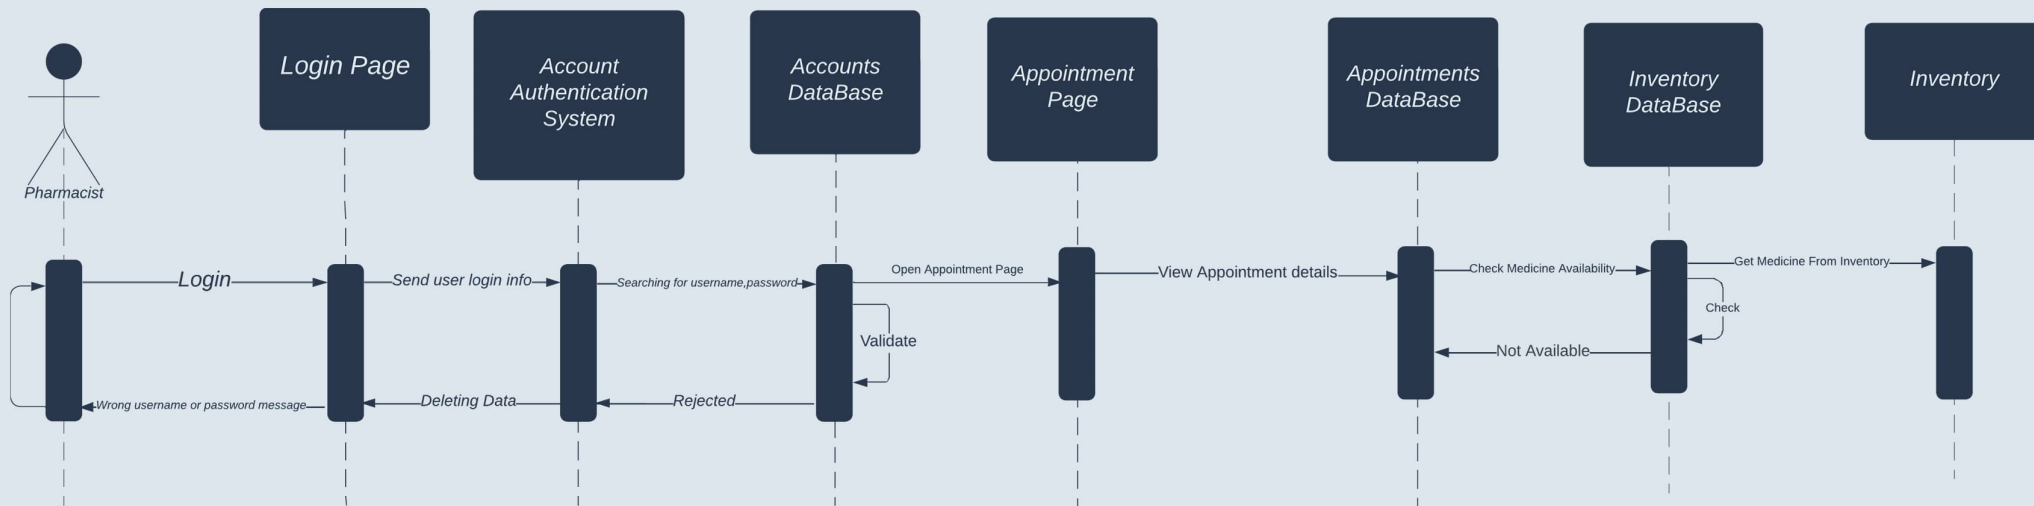 Login Page
Account
Authentication
System
Accounts
DataBase
Appointment
Page
Appointments
DataBase
Inventory
DataBase
Inventory
Pharmacist
Login
Send user login info
Searching for username,password
Open Appointment Page
View Appointment details
Check Medicine Availability
Get Medicine From Inventory
Check
Validate
Not Available
Wrong username or password message
Deleting Data
Rejected